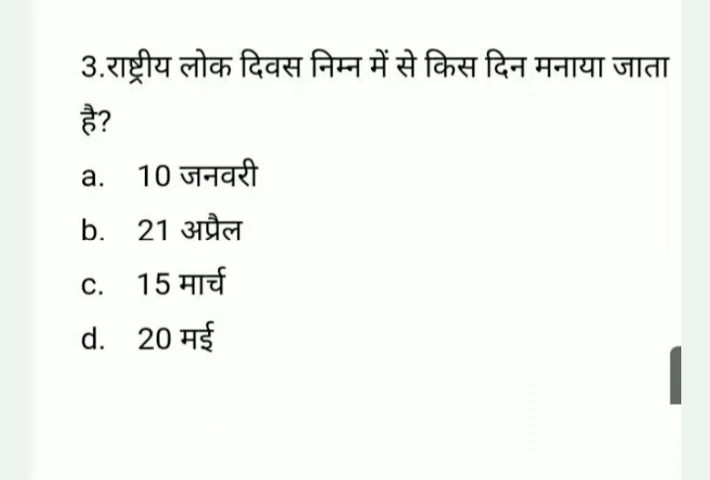 3.राष्ट्रीय लोक दिवस निम्न में से किस दिन मनाया जाता
है?
a. 10 जनवरी
b. 21 अप्रैल
c. 15 मार्च
d. 20 मई